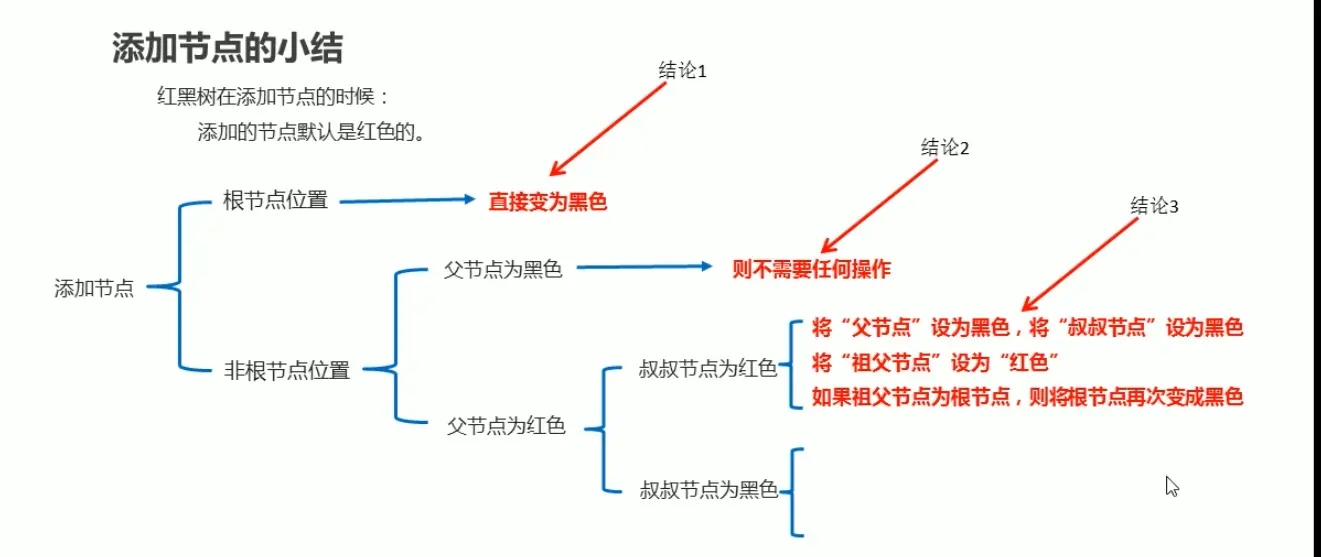 添加节点的小结
红黑树在添加节点的时候：
添加的节点默认是红色的。
结论1
结论2
结论3
根节点位置
直接变为黑色
父节点为黑色
则不需要任何操作
添加节点
将“父节点”设为黑色，将“叔叔节点”设为黑色
将“祖父节点”设为“红色”
如果祖父节点为根节点，则将根节点再次变成黑色
非根节点位置
叔叔节点为红色
父节点为红色
叔叔节点为黑色